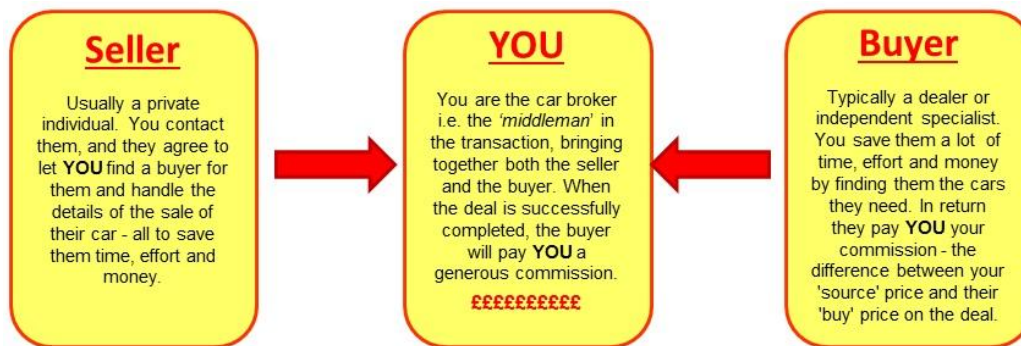 Seller
Usually a private
individual. You contact
them, and they agree to
let YOU find a buyer for
them and handle the
details of the sale of
their car - all to save
them time, effort and
money.
YOU
You are the car broker
i.e. the ‘middleman’ in
the transaction, bringing
together both the seller
and the buyer. When
the deal is successfully
completed, the buyer
will pay YOU a
generous commission.
££££££££££
Buyer
Typically a dealer or
independent specialist.
You save them a lot of
time, effort and money
by finding them the cars
they need. In return
they pay YOU your
commission - the
difference between your
'source' price and their
'buy' price on the deal.